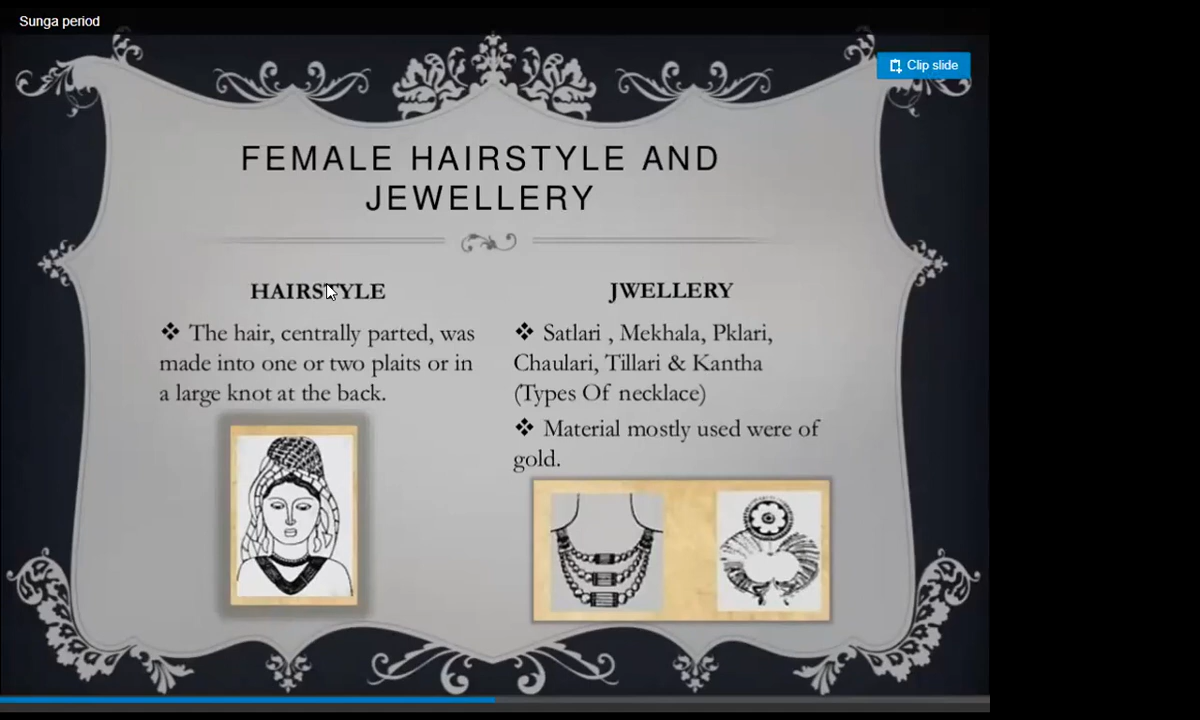 Sunga period
Clip slide
FEMALE HAIRSTYLE AND
JEWELLERY
HAIRSTYLE
❖ The hair, centrally parted, was
made into one or two plaits or in
a large knot at the back.
JWELLERY
❖ Satlari , Mekhala, Pklari,
Chaulari, Tillari & Kantha
(Types Of necklace)
❖ Material mostly used were of
gold.